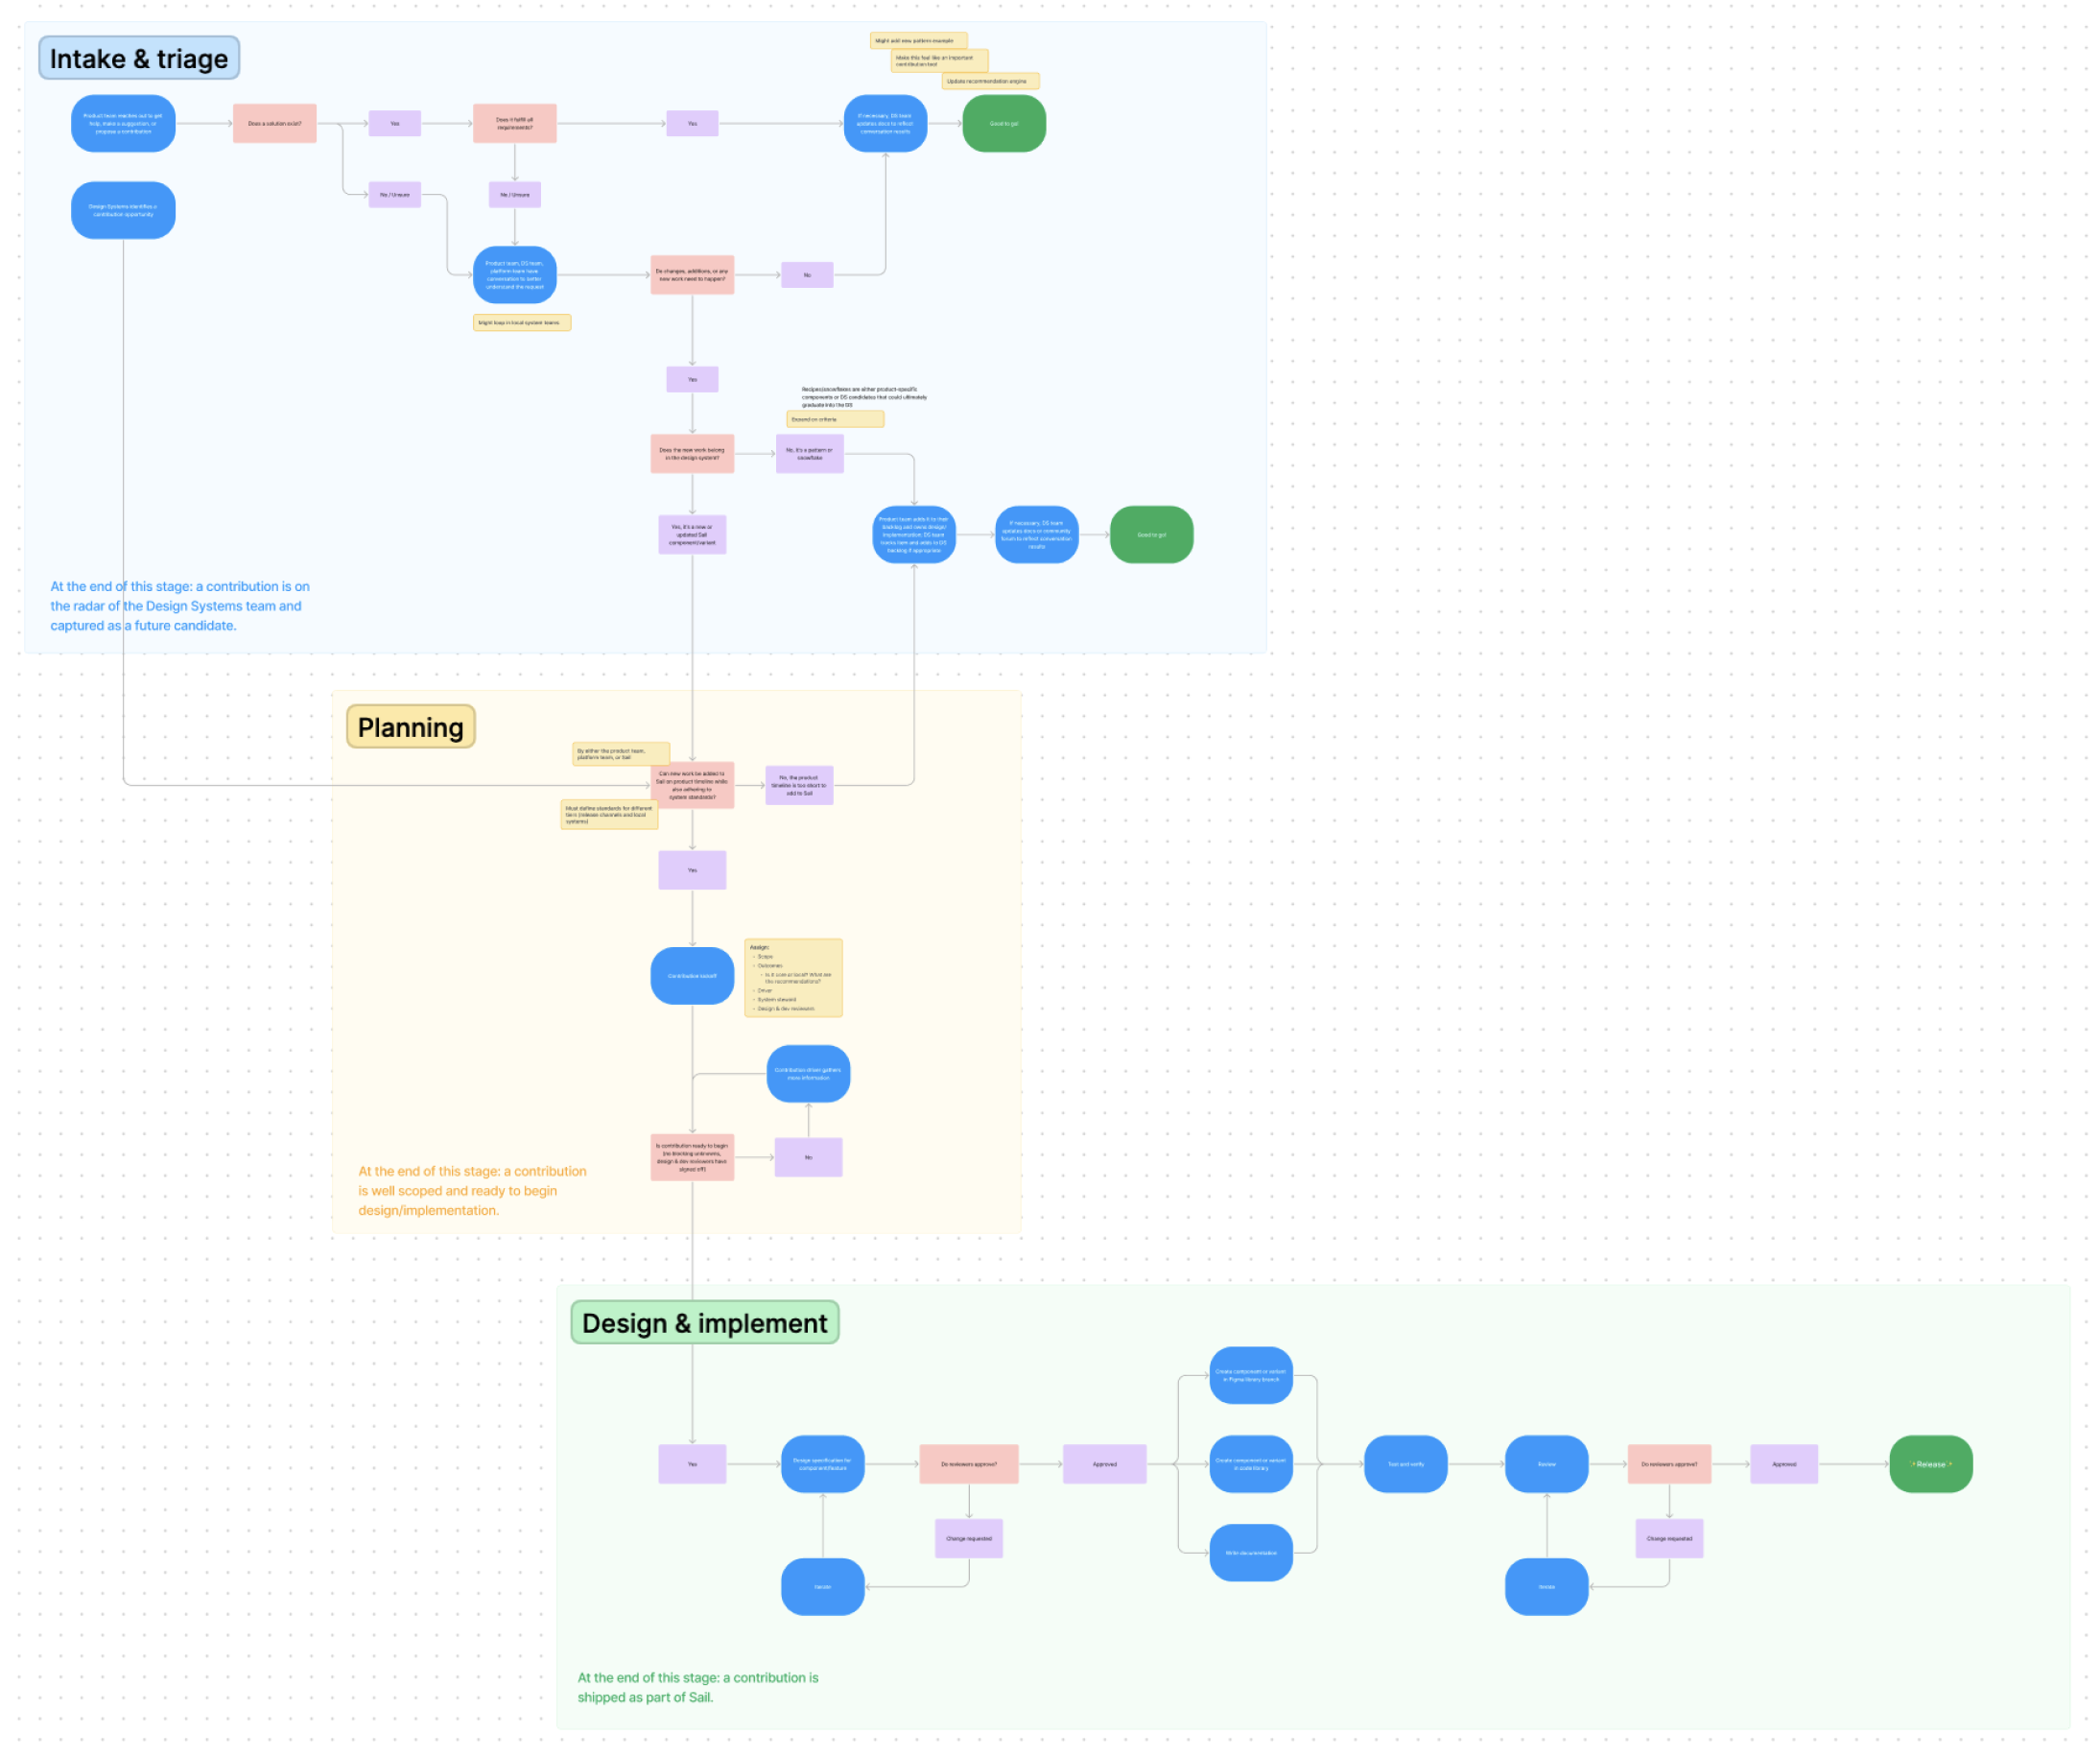 Intake & triage
Might add new pattern example
Make this feel like an important
contribution tool
Update recommendation engine
Product team reaches out to get
help, make a suggestion, or
propose a contribution
Does a solution exist?
Yes
Does it fulfill all
requirements?
Yes
If necessary, DS team
updates docs to reflect
conversation results
Good to go!
Design Systems identifies a
contribution opportunity
No / Unsure
No / Unsure
Product team, DS team,
platform team have
conversation to better
understand the request
Do changes, additions, or any
new work need to happen?
No
Might loop in local system teams
Yes
Recipes/snowflakes are either product-specific
components or DS candidates that could ultimately
graduate into the DS
Expand on criteria
Does the new work belong
in the design system?
No, it's a pattern or
snowflake
Yes, it's a new or
updated Sail
component/variant
Product team adds it to their
backlog and owns design/
implementation; DS team
tracks item and adds to DS
backlog if appropriate
If necessary, DS team
updates docs or community
forum to reflect conversation
results
Good to go!
At the end of this stage: a contribution is on
the radar of the Design Systems team and
captured as a future candidate.
Planning
By either the product team,
platform team, or Sail
Can new work be added to
Sail on product timeline while
also adhering to
system standards?
No, the product
timeline is too short to
add to Sail
Must define standards for different
tiers (release channels and local
systems)
Yes
Contribution kickoff
Assign:
- Scope
- Outcomes
- Is it core or local? What are
the recommendations?
- Driver
- System steward
- Design & dev reviewers
Contribution driver gathers
more information
Is contribution ready to begin
(no blocking unknowns,
design & dev reviewers have
signed off)
No
At the end of this stage: a contribution
is well scoped and ready to begin
design/implementation.
Design & implement
Create component or variant
in Figma library branch
Yes
Design specification for
component/feature
Do reviewers approve?
Approved
Create component or variant
in code library
Test and verify
Review
Do reviewers approve?
Approved
✨Release✨
Change requested
Change requested
Write documentation
Iterate
Iterate
At the end of this stage: a contribution is
shipped as part of Sail.